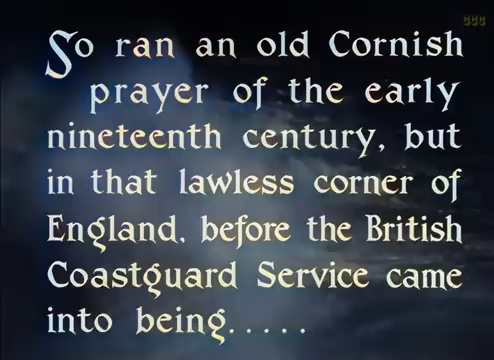 CCC
So ran an old Cornish
prayer of the early
nineteenth century, but
in that lawless corner of
England, before the British
Coastguard Service came
into being.....